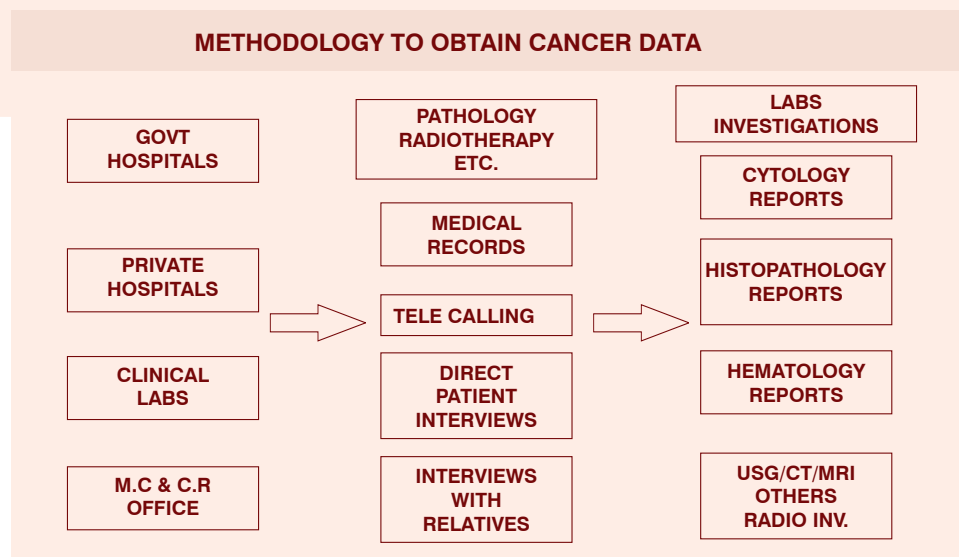 METHODOLOGY TO OBTAIN CANCER DATA
GOVT
HOSPITALS
PRIVATE
HOSPITALS
CLINICAL
LABS
M.C & C.R
OFFICE
PATHOLOGY
RADIOTHERAPY
ETC.
MEDICAL
RECORDS
TELE CALLING
DIRECT
PATIENT
INTERVIEWS
INTERVIEWS
WITH
RELATIVES
LABS
INVESTIGATIONS
CYTOLOGY
REPORTS
HISTOPATHOLOGY
REPORTS
HEMATOLOGY
REPORTS
USG/CT/MRI
OTHERS
RADIO INV.